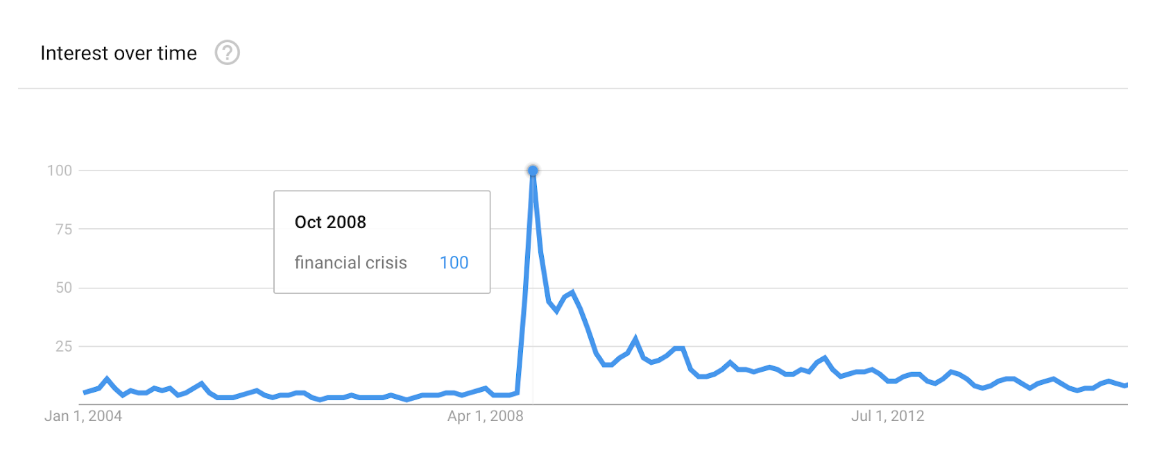 Interest over time ?
100
75
50
25
Oct 2008
financial crisis 100
Jan 1, 2004 Apr 1, 2008 Jul 1, 2012